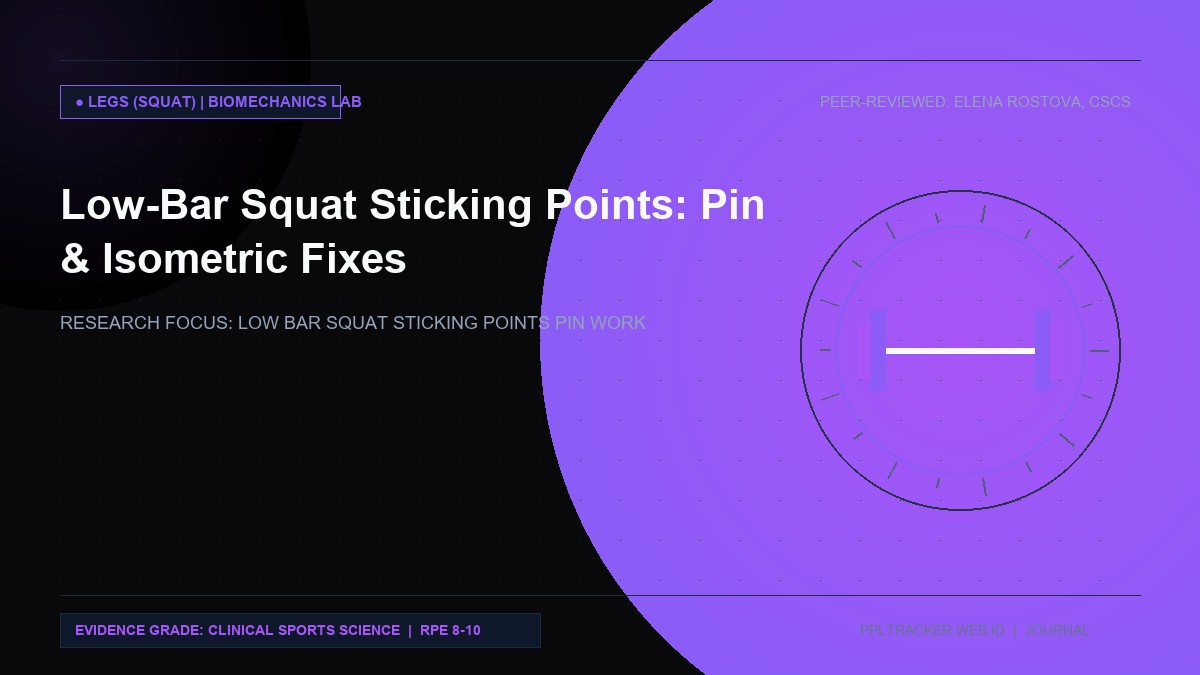 ● LEGS (SQUAT) | BIOMECHANICS LAB
PEER-REVIEWED: ELENA ROSTOVA, CSCS
Low-Bar Squat Sticking Points: Pin
& Isometric Fixes
RESEARCH FOCUS: LOW BAR SQUAT STICKING POINTS PIN WORK
EVIDENCE GRADE: CLINICAL SPORTS SCIENCE | RPE 8-10
PPLTRACKER WEB ID | JOURNAL